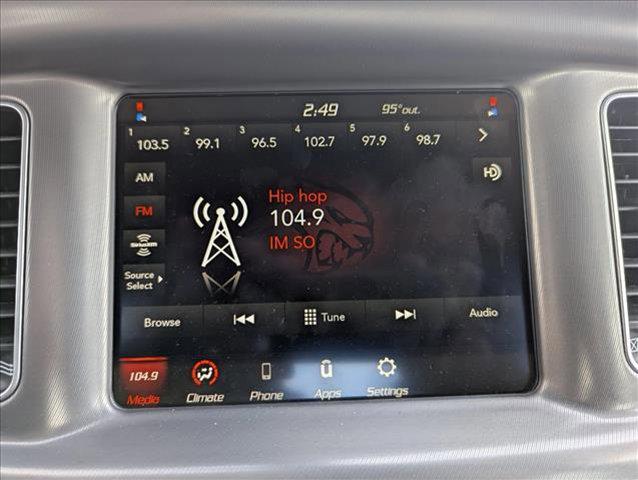 2:49 95°out.
1 2 3 4 5 6
103.5 99.1 96.5 102.7 97.9 98.7
AM
HD
Hip hop
FM
104.9
IM SO
SiriusXM
Source
Select
Browse
Tune
Audio
104.9
Media Climate Phone Apps Settings